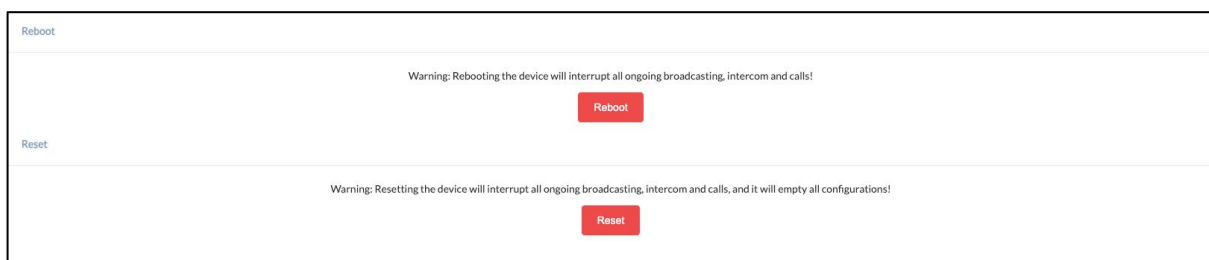 Reboot
Warning: Rebooting the device will interrupt all ongoing broadcasting, intercom and calls!
Reboot
Reset
Warning: Resetting the device will interrupt all ongoing broadcasting, intercom and calls, and it will empty all configurations!
Reset